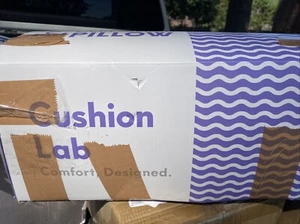 PILLOW
Cushion
Lab
Comfort, Designed.